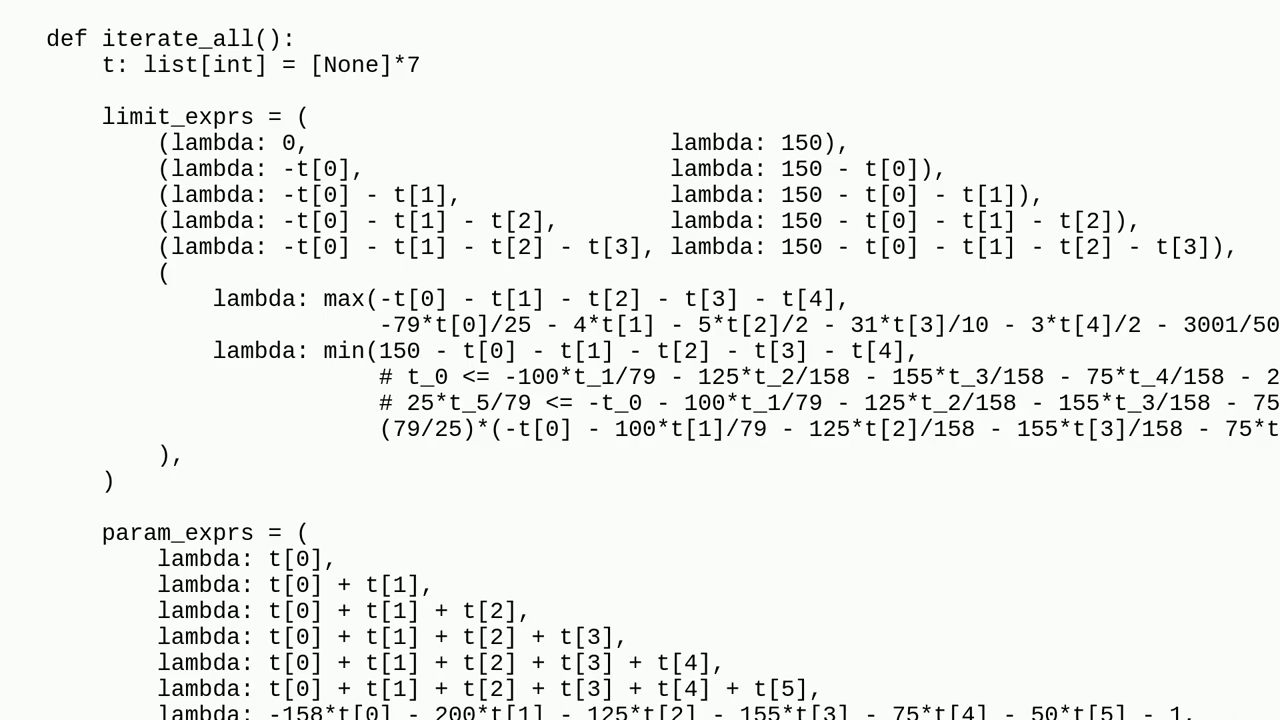 def iterate_all():
    t: list[int] = [None]*7

    limit_exprs = (
        (lambda: 0,                          lambda: 150),
        (lambda: -t[0],                      lambda: 150 - t[0]),
        (lambda: -t[0] - t[1],               lambda: 150 - t[0] - t[1]),
        (lambda: -t[0] - t[1] - t[2],        lambda: 150 - t[0] - t[1] - t[2]),
        (lambda: -t[0] - t[1] - t[2] - t[3], lambda: 150 - t[0] - t[1] - t[2] - t[3]),
        (
            lambda: max(-t[0] - t[1] - t[2] - t[3] - t[4],
                        -79*t[0]/25 - 4*t[1] - 5*t[2]/2 - 31*t[3]/10 - 3*t[4]/2 - 3001/50
            lambda: min(150 - t[0] - t[1] - t[2] - t[3] - t[4],
                        # t_0 <= -100*t_1/79 - 125*t_2/158 - 155*t_3/158 - 75*t_4/158 - 2
                        # 25*t_5/79 <= -t_0 - 100*t_1/79 - 125*t_2/158 - 155*t_3/158 - 75
                        (79/25)*(-t[0] - 100*t[1]/79 - 125*t[2]/158 - 155*t[3]/158 - 75*t
        ),
    )

    param_exprs = (
        lambda: t[0],
        lambda: t[0] + t[1],
        lambda: t[0] + t[1] + t[2],
        lambda: t[0] + t[1] + t[2] + t[3],
        lambda: t[0] + t[1] + t[2] + t[3] + t[4],
        lambda: t[0] + t[1] + t[2] + t[3] + t[4] + t[5],
        lambda: -158*t[0] - 200*t[1] - 125*t[2] - 155*t[3] - 75*t[4] - 50*t[5] - 1,